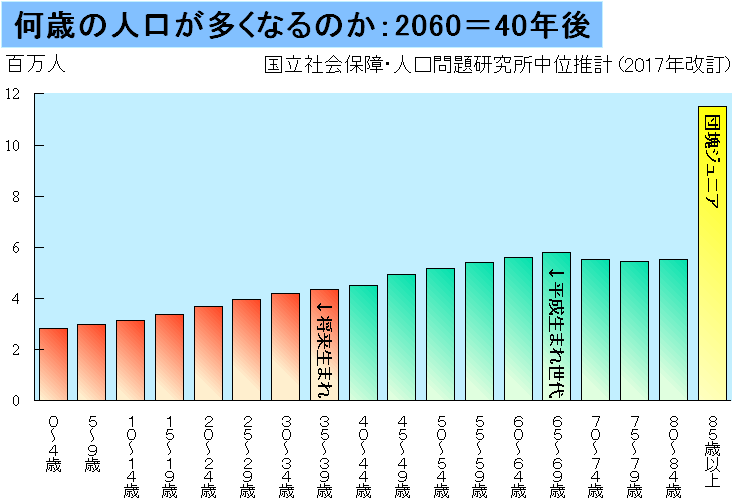 何歳の人口が多くなるのか：2060＝40年後
百万人
国立社会保障・人口問題研究所中位推計（2017年改訂）
12
10
8
6
4
2
0
↓将来生まれ
↓平成生まれ世代
団塊ジュニア
0〜4歳
5〜9歳
10〜14歳
15〜19歳
20〜24歳
25〜29歳
30〜34歳
35〜39歳
40〜44歳
45〜49歳
50〜54歳
55〜59歳
60〜64歳
65〜69歳
70〜74歳
75〜79歳
80〜84歳
85歳以上